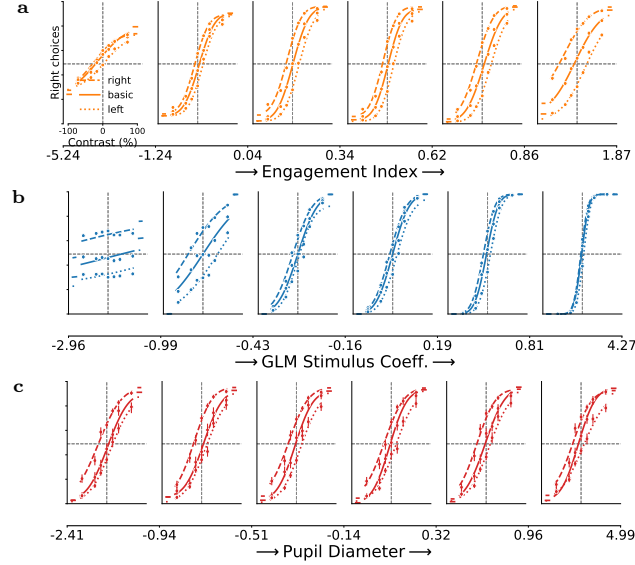 a
Right choices
right
basic
left
-100 0 100
Contrast (%)
-5.24 -1.24 0.04 0.34 0.62 0.86 1.87
→ Engagement Index →
b
-2.96 -0.99 -0.43 -0.16 0.19 0.81 4.27
→ GLM Stimulus Coeff. →
c
-2.41 -0.94 -0.51 -0.14 0.32 0.96 4.99
→ Pupil Diameter →